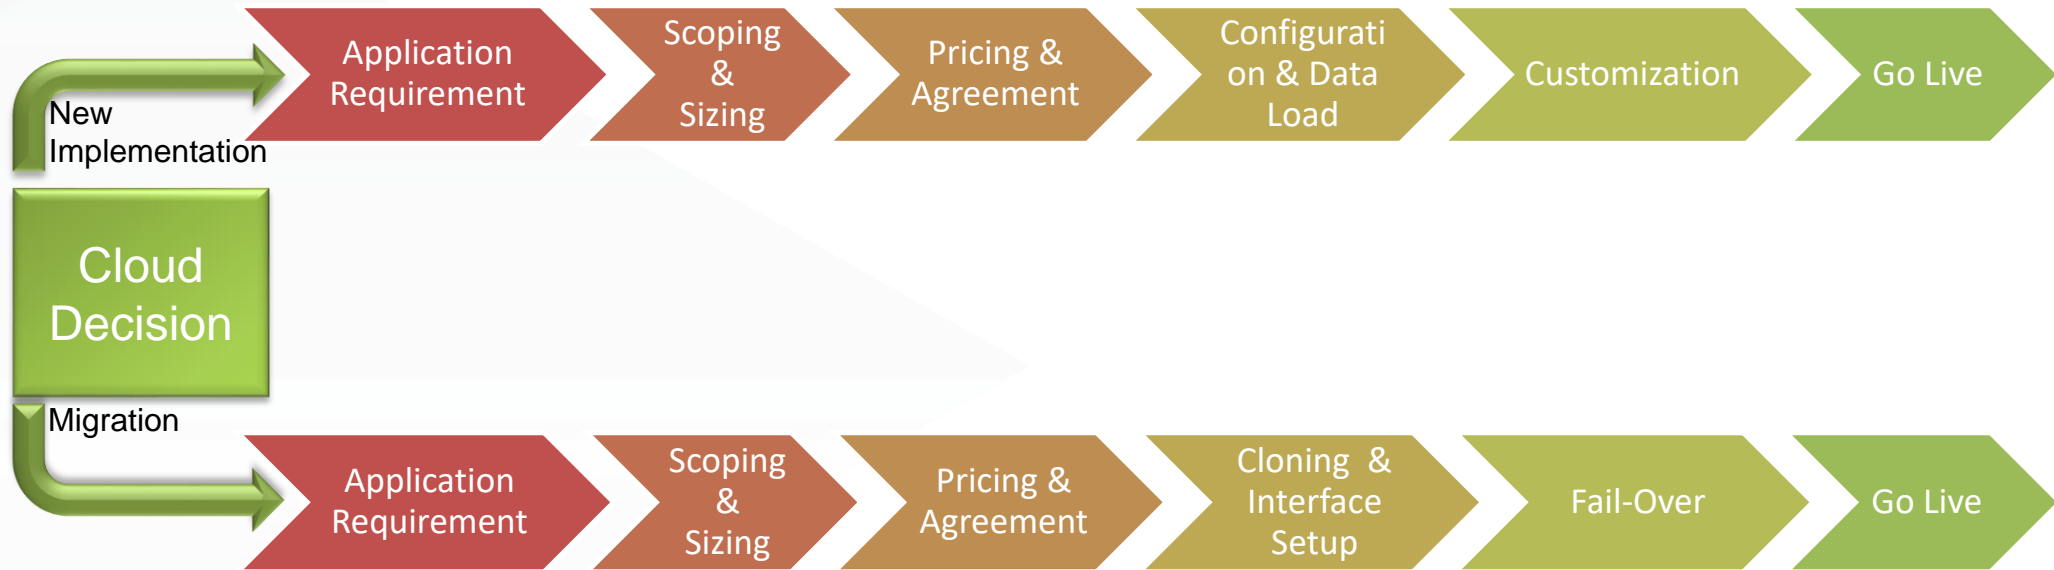 Application
Requirement
Scoping
&
Sizing
Pricing &
Agreement
Configurati
on & Data
Load
Customization
Go Live
New
Implementation
Cloud
Decision
Migration
Application
Requirement
Scoping
&
Sizing
Pricing &
Agreement
Cloning &
Interface
Setup
Fail-Over
Go Live